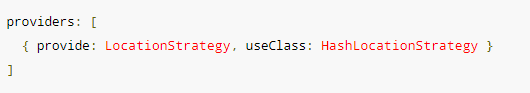 providers: [
  { provide: LocationStrategy, useClass: HashLocationStrategy }
]